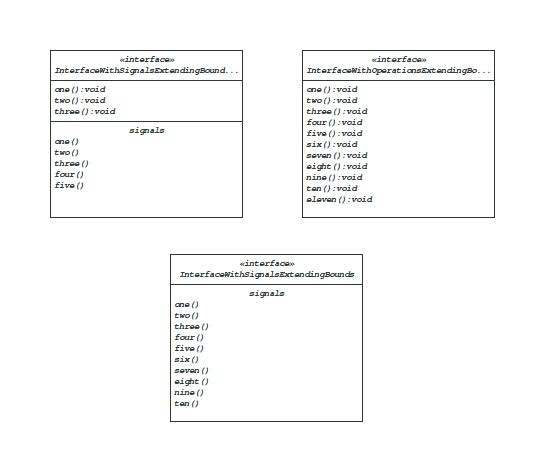 «interface»
InterfaceWithSignalsExtendingBound...
one():void
two():void
three():void
signals
one()
two()
three()
four()
five()
«interface»
InterfaceWithOperationsExtendingBo...
one():void
two():void
three():void
four():void
five():void
six():void
seven():void
eight():void
nine():void
ten():void
eleven():void
«interface»
InterfaceWithSignalsExtendingBounds
signals
one()
two()
three()
four()
five()
six()
seven()
eight()
nine()
ten()